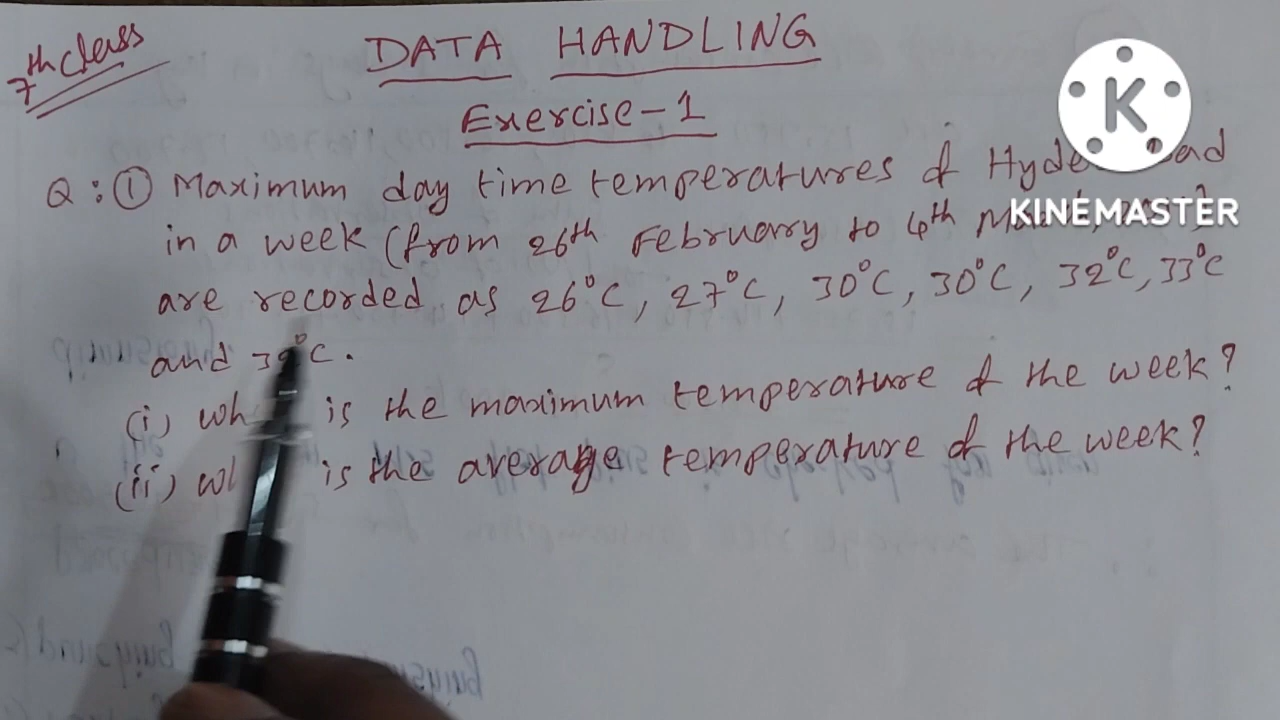 7th class
DATA HANDLING
Exercise-1
Q: ① Maximum day time temperatures of
in a week (from 26th February to 4th
are recorded as 26°C, 27°C, 30°C, 30°C, 32°C, 33°C
and
(i) is the maximum temperature of the week?
(ii) is the average temperature of the week?
K
KINEMASTER